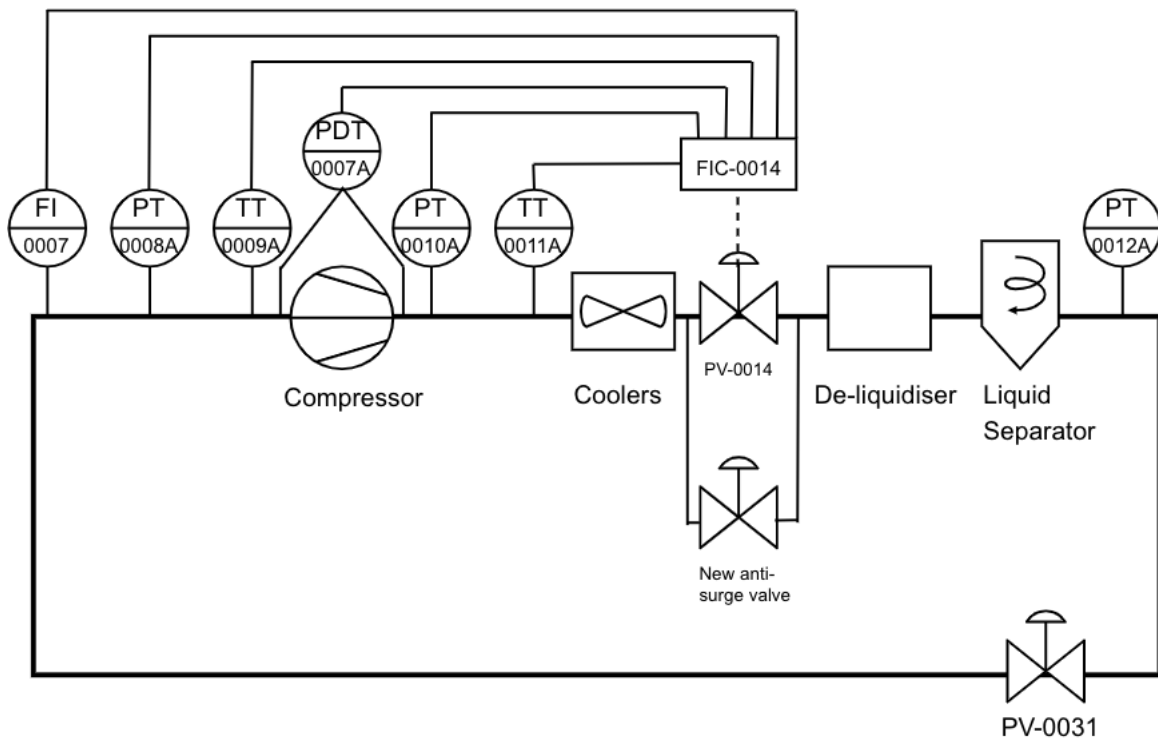 PDT
0007A
FIC-0014
FI
0007
PT
0008A
TT
0009A
PT
0010A
TT
0011A
PT
0012A
Compressor
Coolers
PV-0014
De-liquidiser
Liquid
Separator
New anti-
surge valve
PV-0031